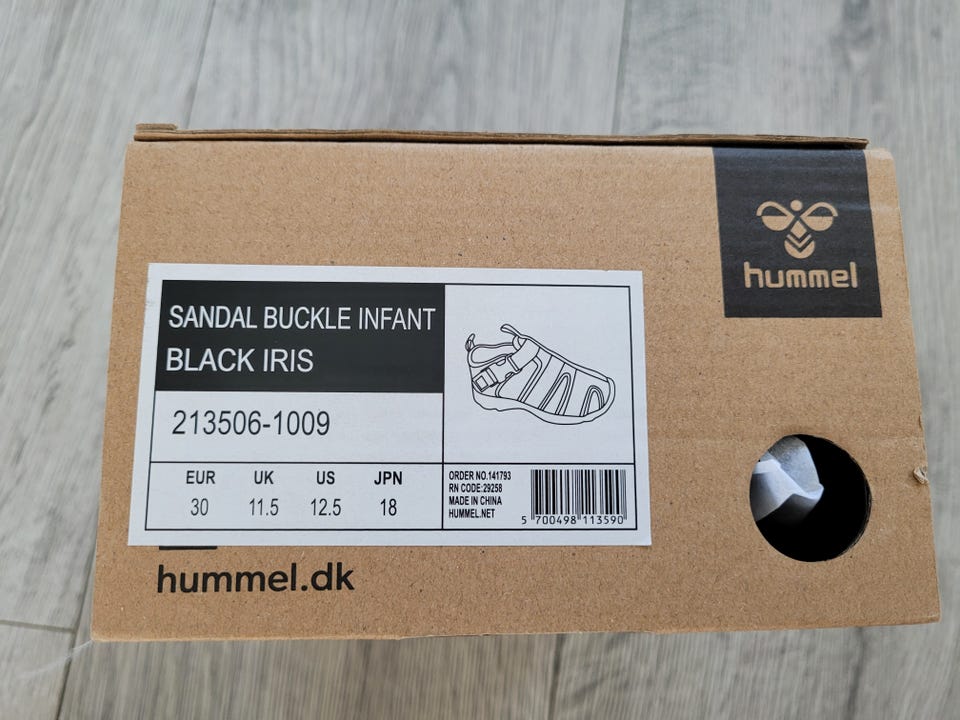 hummel
SANDAL BUCKLE INFANT
BLACK IRIS
213506-1009
EUR UK US JPN
30 11.5 12.5 18
ORDER NO.141793
RN CODE:29258
MADE IN CHINA
HUMMEL.NET
5 700498 113590
hummel.dk